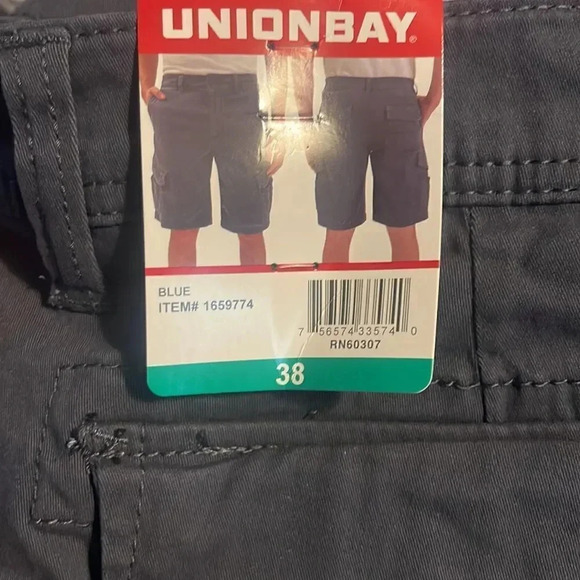 UNIONBAY®
BLUE
ITEM# 1659774
7 56574 33574 0
RN60307
38